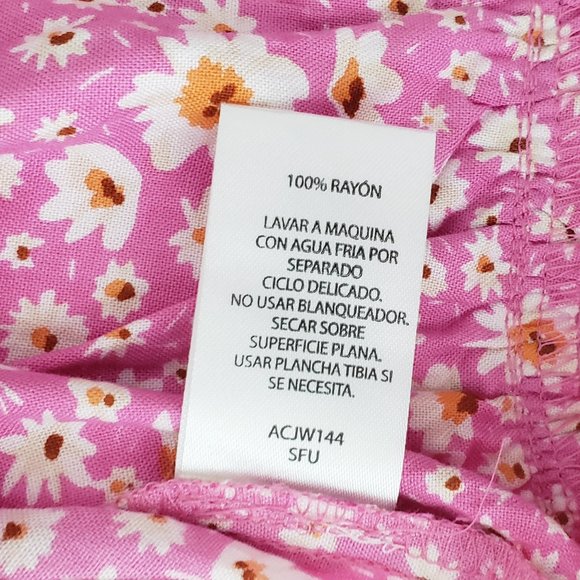 100% RAYÓN
LAVAR A MAQUINA
CON AGUA FRIA POR
SEPARADO
CICLO DELICADO.
NO USAR BLANQUEADOR.
SECAR SOBRE
SUPERFICIE PLANA.
USAR PLANCHA TIBIA SI
SE NECESITA.
ACJW144
SFU